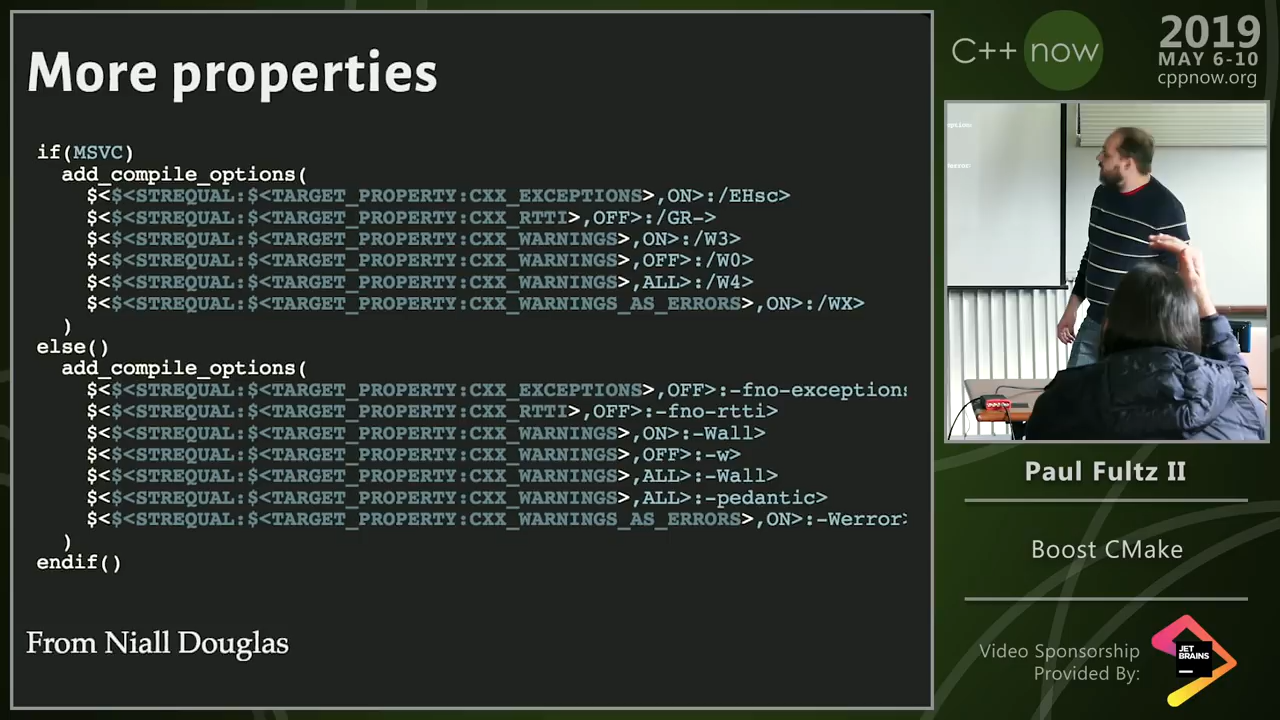 More properties
if(MSVC)
add_compile_options(
$<$<STREQUAL:$<TARGET_PROPERTY:CXX_EXCEPTIONS>,ON>:/EHsc>
$<$<STREQUAL:$<TARGET_PROPERTY:CXX_RTTI>,OFF>:/GR->
$<$<STREQUAL:$<TARGET_PROPERTY:CXX_WARNINGS>,ON>:/W3>
$<$<STREQUAL:$<TARGET_PROPERTY:CXX_WARNINGS>,OFF>:/W0>
$<$<STREQUAL:$<TARGET_PROPERTY:CXX_WARNINGS>,ALL>:/W4>
$<$<STREQUAL:$<TARGET_PROPERTY:CXX_WARNINGS_AS_ERRORS>,ON>:/WX>
)
else()
add_compile_options(
$<$<STREQUAL:$<TARGET_PROPERTY:CXX_EXCEPTIONS>,OFF>:-fno-exceptions
$<$<STREQUAL:$<TARGET_PROPERTY:CXX_RTTI>,OFF>:-fno-rtti>
$<$<STREQUAL:$<TARGET_PROPERTY:CXX_WARNINGS>,ON>:-Wall>
$<$<STREQUAL:$<TARGET_PROPERTY:CXX_WARNINGS>,OFF>:-w>
$<$<STREQUAL:$<TARGET_PROPERTY:CXX_WARNINGS>,ALL>:-Wall>
$<$<STREQUAL:$<TARGET_PROPERTY:CXX_WARNINGS>,ALL>:-pedantic>
$<$<STREQUAL:$<TARGET_PROPERTY:CXX_WARNINGS_AS_ERRORS>,ON>:-Werror>
)
endif()
From Niall Douglas
C++ now
2019
MAY 6-10
cppnow.org
Paul Fultz II
Boost CMake
Video Sponsorship
Provided By:
JET
BRAINS